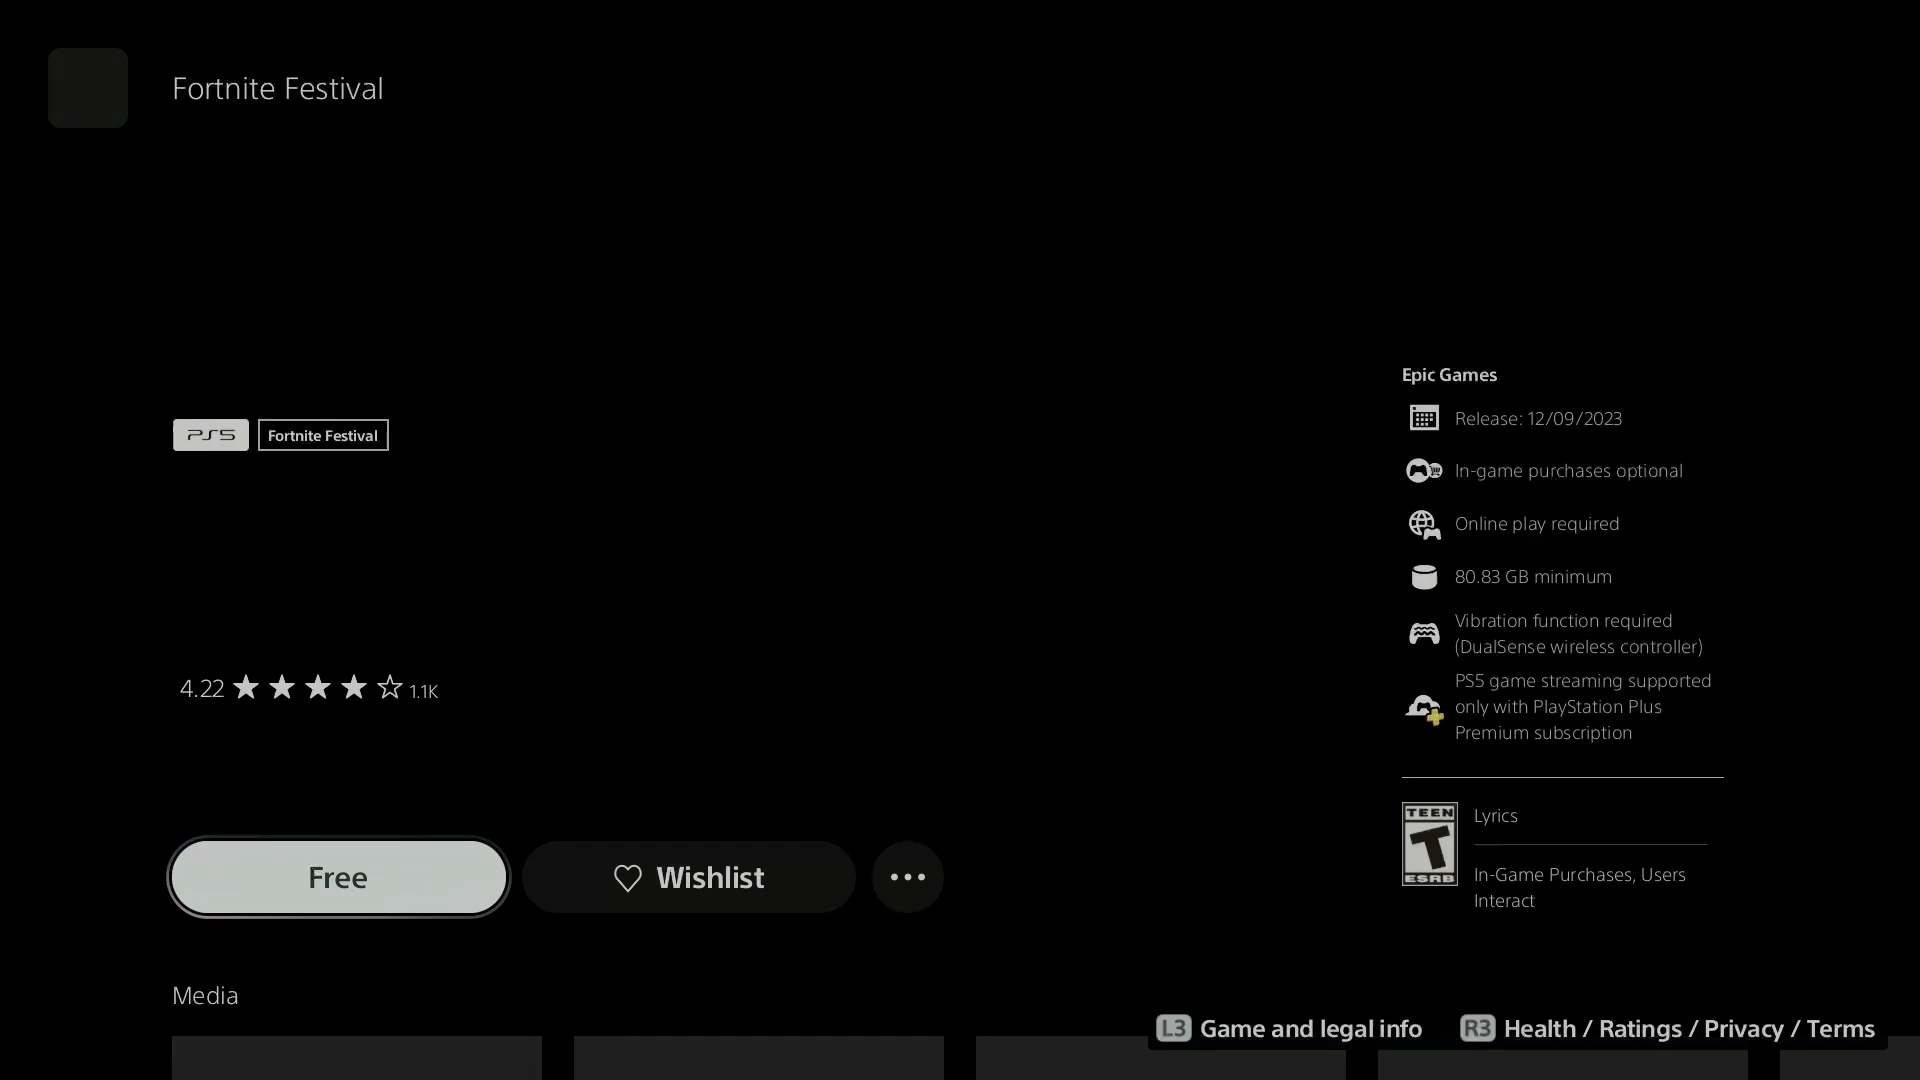 Fortnite Festival
PS5 Fortnite Festival
4.22 1.1K
Free
Wishlist
Media
Epic Games
Release: 12/09/2023
In-game purchases optional
Online play required
80.83 GB minimum
Vibration function required
(DualSense wireless controller)
PS5 game streaming supported
only with PlayStation Plus
Premium subscription
TEEN
T
ESRB
Lyrics
In-Game Purchases, Users
Interact
L3 Game and legal info
R3 Health / Ratings / Privacy / Terms